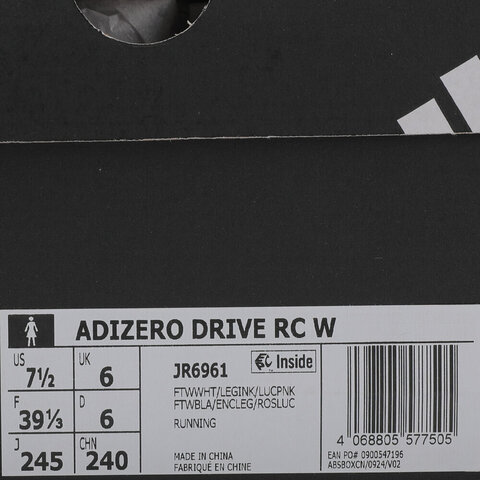 ADIZERO DRIVE RC W
US 7½ UK 6
F 39⅓ D 6
J 245 CHN 240
JR6961 Inside
FTWWHT/LEGINK/LUCPNK
FTWBLA/ENCLEG/ROSLUC
RUNNING
MADE IN CHINA
FABRIQUÉ EN CHINE
4 068805 577505
EAN PO# 0900547196
ABSBOXCN/0924/V02